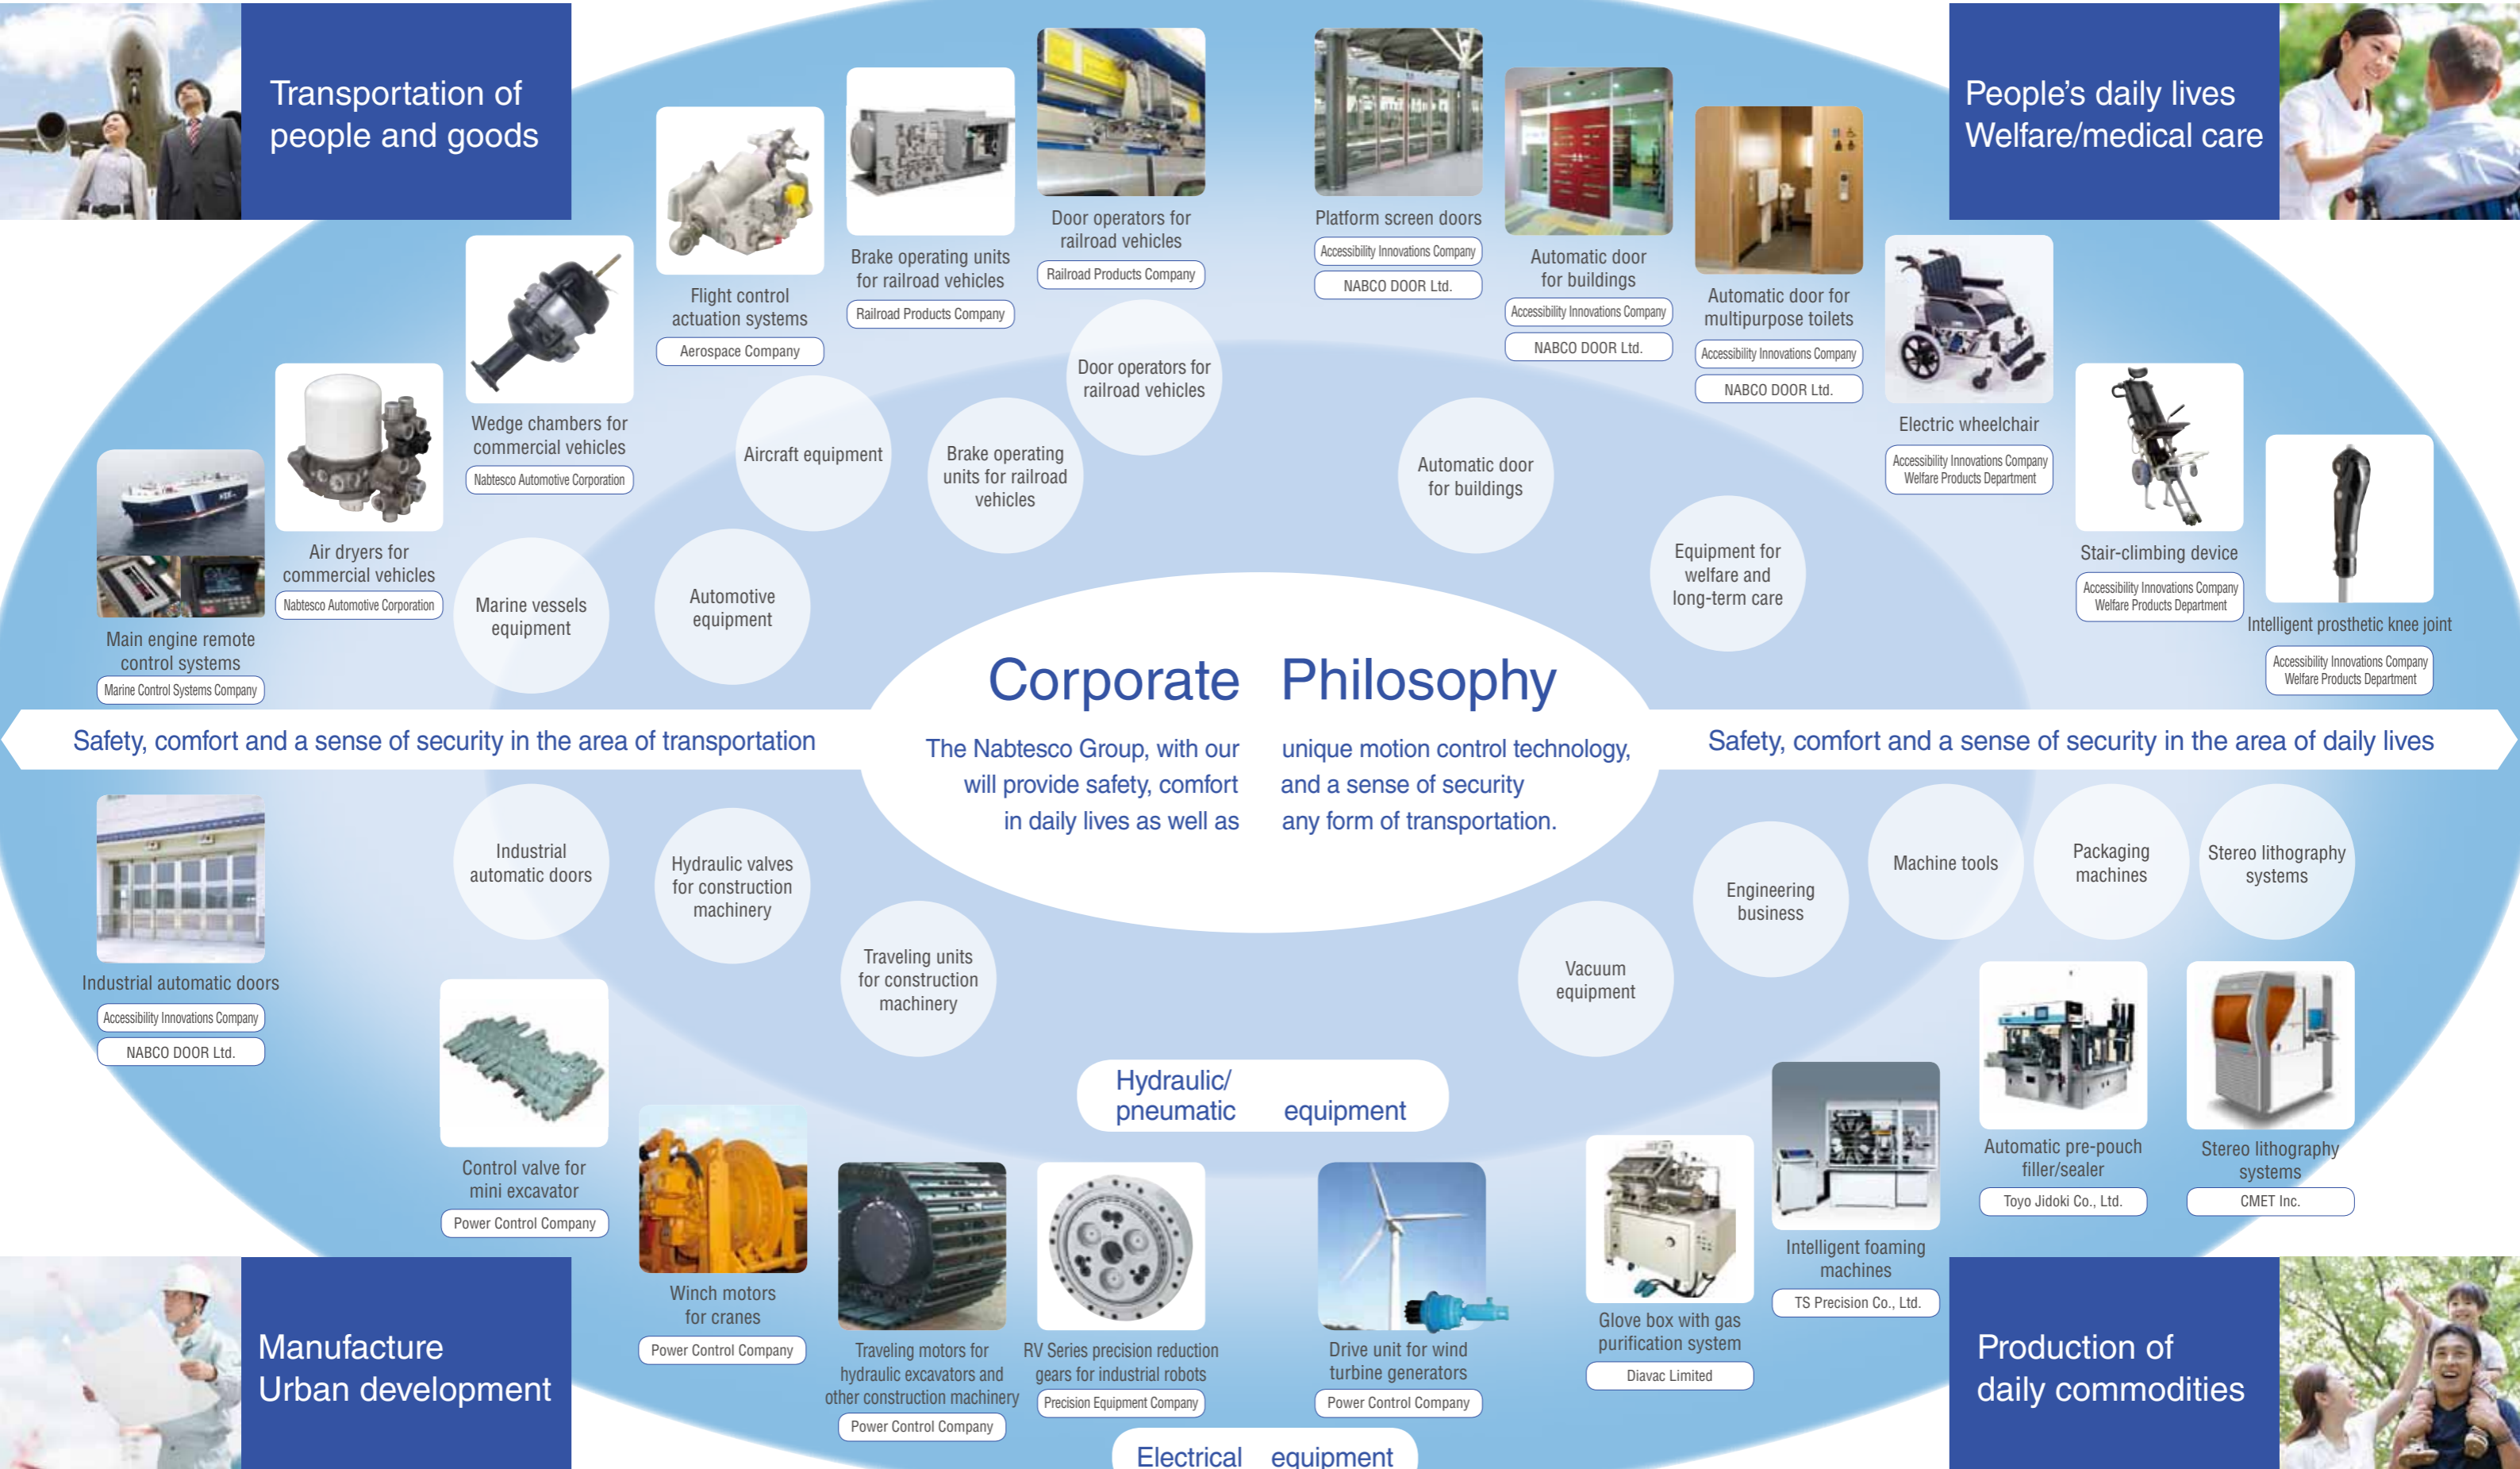 Transportation of
people and goods
People's daily lives
Welfare/medical care
Door operators for
railroad vehicles
Railroad Products Company
Platform screen doors
Accessibility Innovations Company
NABCO DOOR Ltd.
Brake operating units
for railroad vehicles
Railroad Products Company
Automatic door
for buildings
Accessibility Innovations Company
NABCO DOOR Ltd.
Flight control
actuation systems
Aerospace Company
Automatic door for
multipurpose toilets
Accessibility Innovations Company
NABCO DOOR Ltd.
Wedge chambers for
commercial vehicles
Nabtesco Automotive Corporation
Electric wheelchair
Accessibility Innovations Company
Welfare Products Department
Air dryers for
commercial vehicles
Nabtesco Automotive Corporation
Stair-climbing device
Accessibility Innovations Company
Welfare Products Department
Main engine remote
control systems
Marine Control Systems Company
Intelligent prosthetic knee joint
Accessibility Innovations Company
Welfare Products Department
Door operators for
railroad vehicles
Aircraft equipment
Brake operating
units for railroad
vehicles
Automatic door
for buildings
Marine vessels
equipment
Automotive
equipment
Equipment for
welfare and
long-term care
Corporate Philosophy
The Nabtesco Group, with our unique motion control technology,
will provide safety, comfort and a sense of security
in daily lives as well as any form of transportation.
Safety, comfort and a sense of security in the area of transportation
Safety, comfort and a sense of security in the area of daily lives
Industrial
automatic doors
Hydraulic valves
for construction
machinery
Traveling units
for construction
machinery
Vacuum
equipment
Engineering
business
Machine tools
Packaging
machines
Stereo lithography
systems
Industrial automatic doors
Accessibility Innovations Company
NABCO DOOR Ltd.
Hydraulic/
pneumatic equipment
Control valve for
mini excavator
Power Control Company
Winch motors
for cranes
Power Control Company
Traveling motors for
hydraulic excavators and
other construction machinery
Power Control Company
RV Series precision reduction
gears for industrial robots
Precision Equipment Company
Drive unit for wind
turbine generators
Power Control Company
Glove box with gas
purification system
Diavac Limited
Intelligent foaming
machines
TS Precision Co., Ltd.
Automatic pre-pouch
filler/sealer
Toyo Jidoki Co., Ltd.
Stereo lithography
systems
CMET Inc.
Manufacture
Urban development
Production of
daily commodities
Electrical equipment